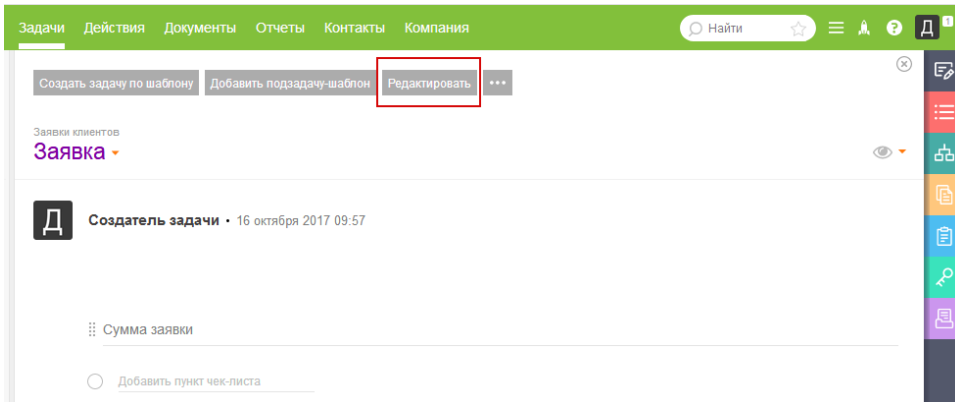 Задачи Действия Документы Отчеты Контакты Компания Найти Д 1
Создать задачу по шаблону Добавить подзадачу-шаблон Редактировать •••
Заявки клиентов
Заявка
Д Создатель задачи • 16 октября 2017 09:57
Сумма заявки
Добавить пункт чек-листа